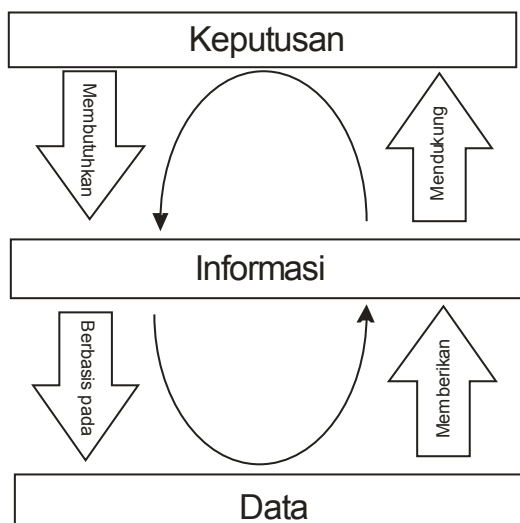 Keputusan
Membutuhkan
Mendukung
Informasi
Berbasis pada
Memberikan
Data